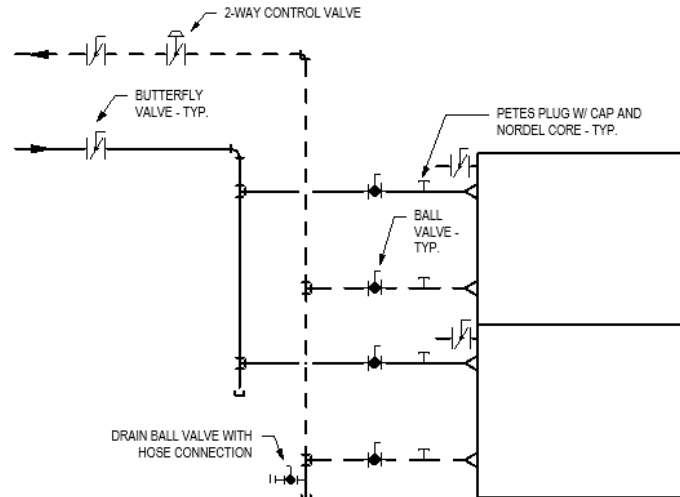 2-WAY CONTROL VALVE
BUTTERFLY
VALVE - TYP.
PETES PLUG W/ CAP AND
NORDEL CORE - TYP.
BALL
VALVE -
TYP.
DRAIN BALL VALVE WITH
HOSE CONNECTION